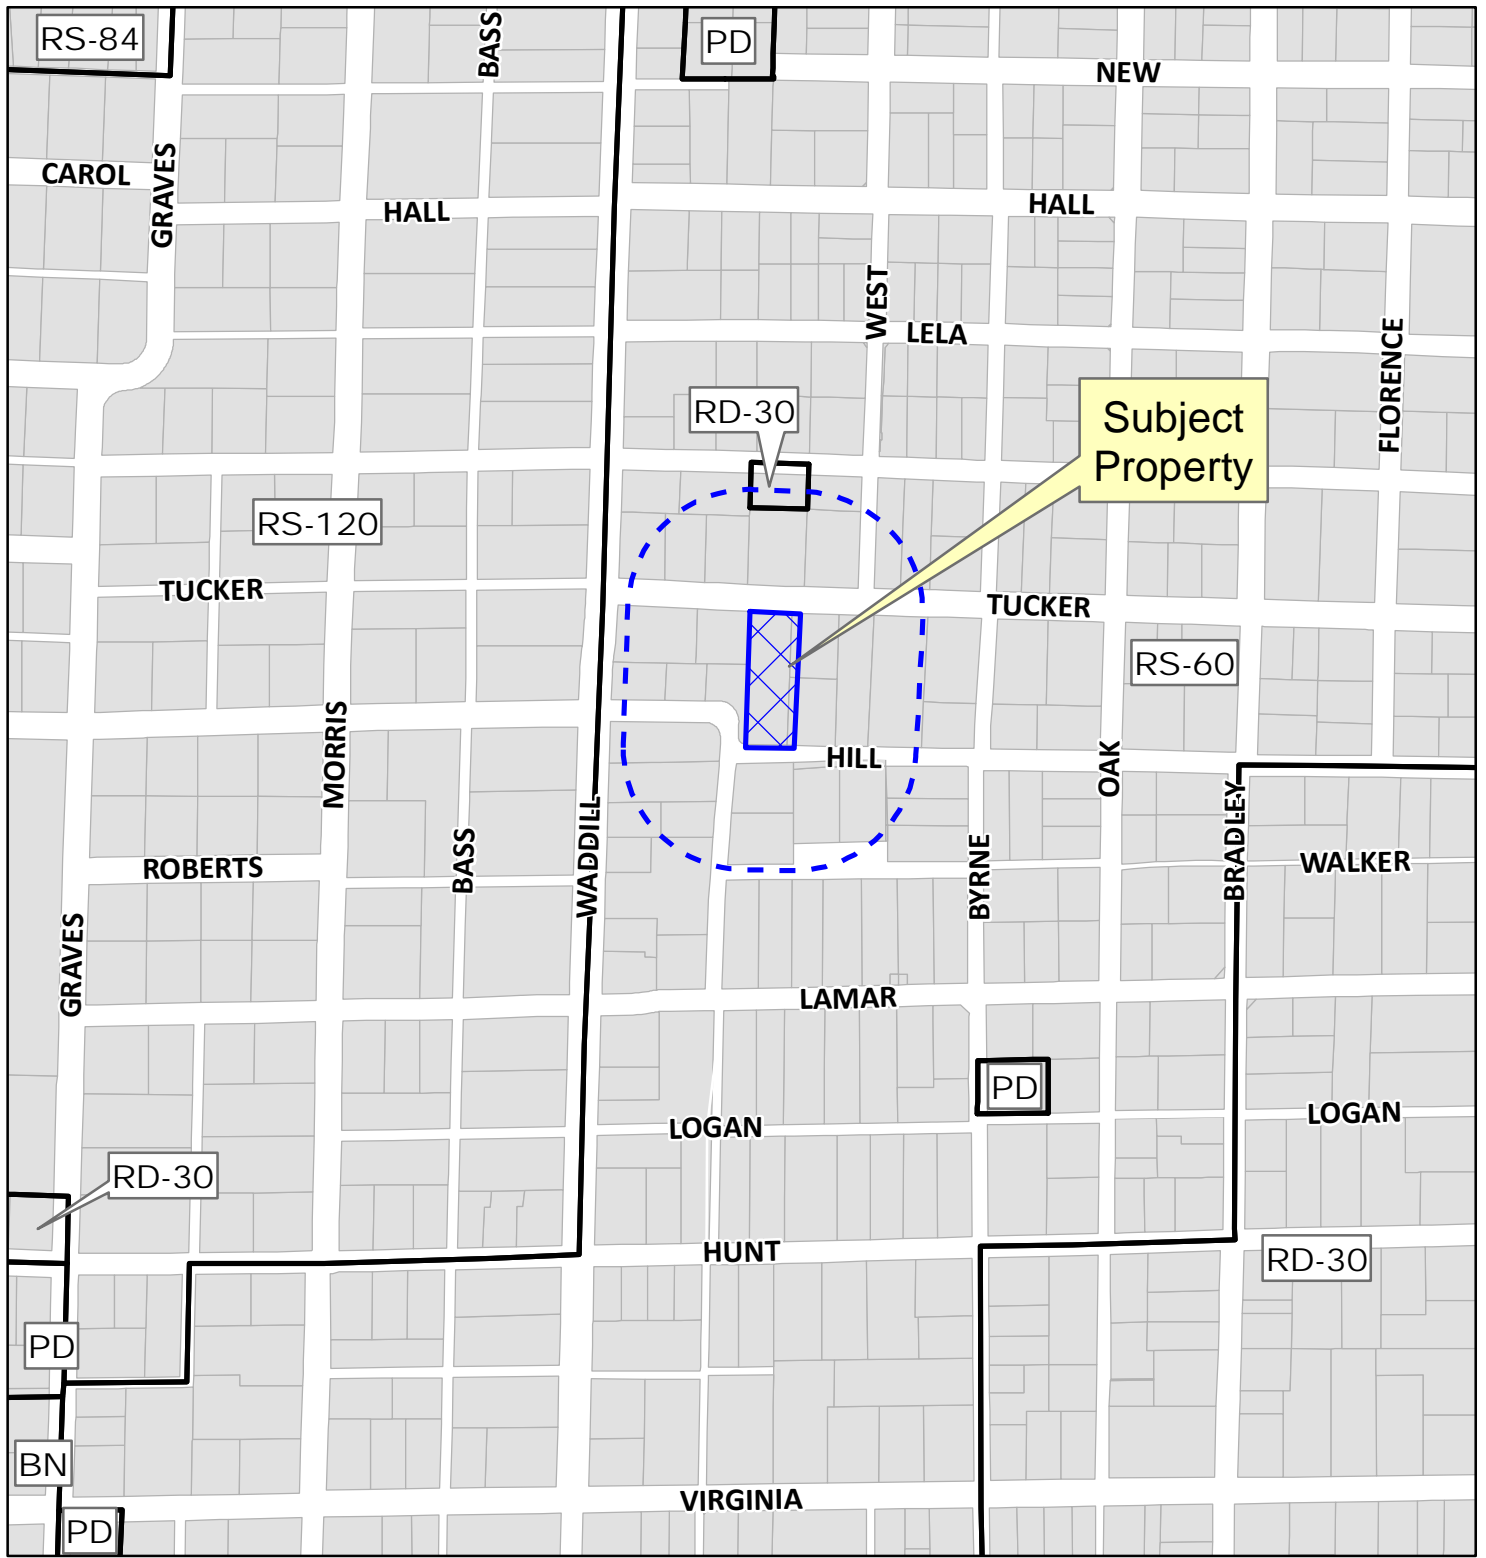 RS-84
BASS
PD
NEW
CAROL
GRAVES
HALL
HALL
WEST
LELA
FLORENCE
RD-30
Subject
Property
RS-120
TUCKER
TUCKER
RS-60
MORRIS
HILL
OAK
WADDILL
BASS
BYRNE
BRADLEY
ROBERTS
WALKER
GRAVES
LAMAR
PD
LOGAN
LOGAN
RD-30
HUNT
RD-30
PD
BN
VIRGINIA
PD